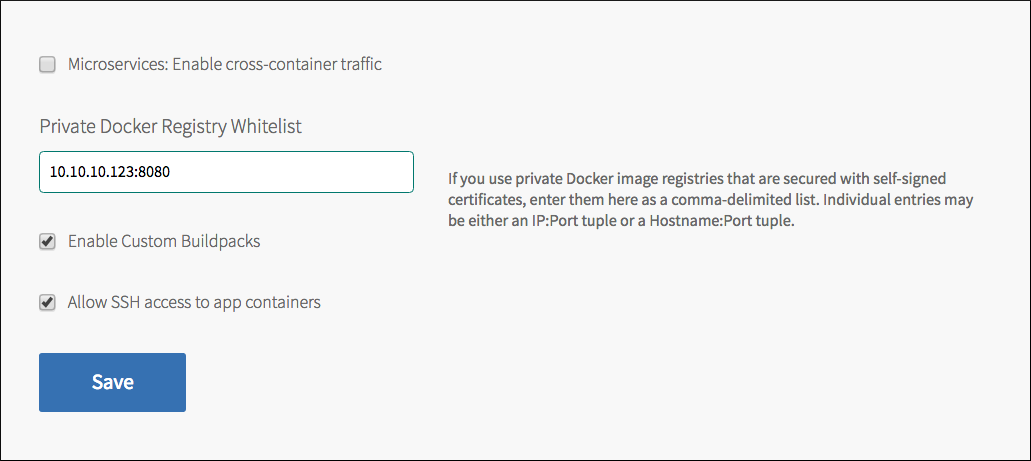 Microservices: Enable cross-container traffic
Private Docker Registry Whitelist
10.10.10.123:8080
If you use private Docker image registries that are secured with self-signed
certificates, enter them here as a comma-delimited list. Individual entries may
be either an IP:Port tuple or a Hostname:Port tuple.
Enable Custom Buildpacks
Allow SSH access to app containers
Save